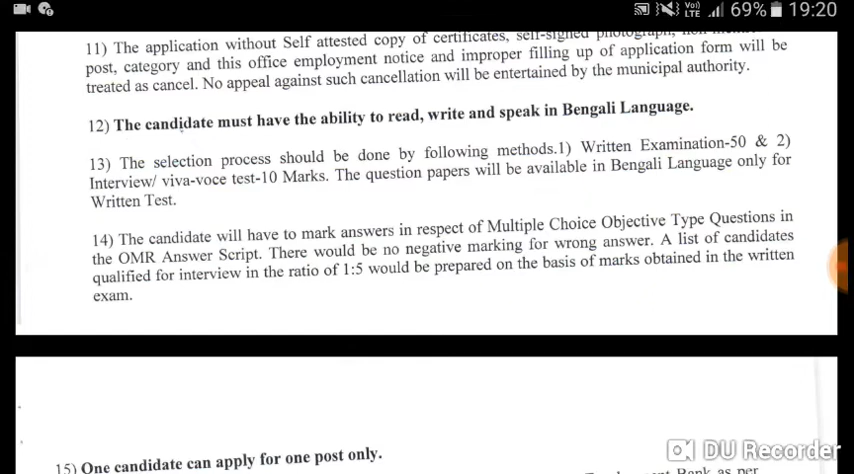 Vo)) LTE 69% 19:20
11) The application without Self attested copy of certificates, self-signed photograph,
post, category and this office employment notice and improper filling up of application form will be
treated as cancel. No appeal against such cancellation will be entertained by the municipal authority.
12) The candidate must have the ability to read, write and speak in Bengali Language.
13) The selection process should be done by following methods.1) Written Examination-50 & 2)
Interview/ viva-voce test-10 Marks. The question papers will be available in Bengali Language only for
Written Test.
14) The candidate will have to mark answers in respect of Multiple Choice Objective Type Questions in
the OMR Answer Script. There would be no negative marking for wrong answer. A list of candidates
qualified for interview in the ratio of 1:5 would be prepared on the basis of marks obtained in the written
exam.
15) One candidate can apply for one post only.
Bank as per
DU Recorder